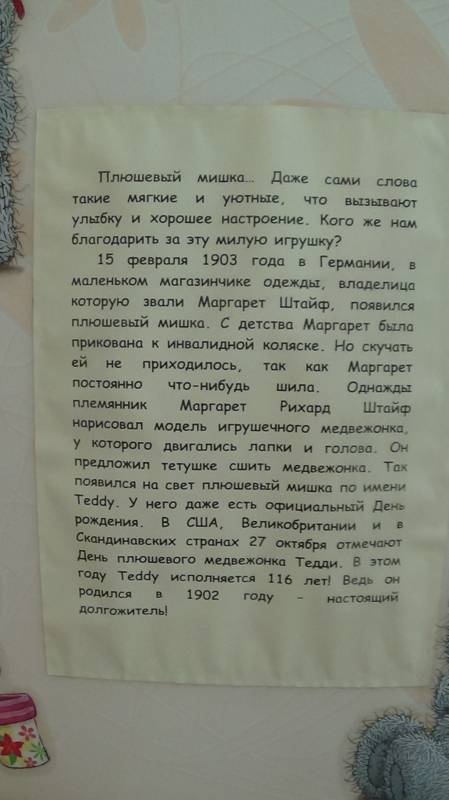 Плюшевый мишка... Даже сами слова
такие мягкие и уютные, что вызывают
улыбку и хорошее настроение. Кого же нам
благодарить за эту милую игрушку?
15 февраля 1903 года в Германии, в
маленьком магазинчике одежды, владелица
которую звали Маргарет Штайф, появился
плюшевый мишка. С детства Маргарет была
прикована к инвалидной коляске. Но скучать
ей не приходилось, так как Маргарет
постоянно что-нибудь шила. Однажды
племянник Маргарет Рихард Штайф
нарисовал модель игрушечного медвежонка,
у которого двигались лапки и голова. Он
предложил тетушке сшить медвежонка. Так
появился на свет плюшевый мишка по имени
Teddy. У него даже есть официальный День
рождения. В США, Великобритании и в
Скандинавских странах 27 октября отмечают
День плюшевого медвежонка Тедди. В этом
году Teddy исполняется 116 лет! Ведь он
родился в 1902 году – настоящий
долгожитель!